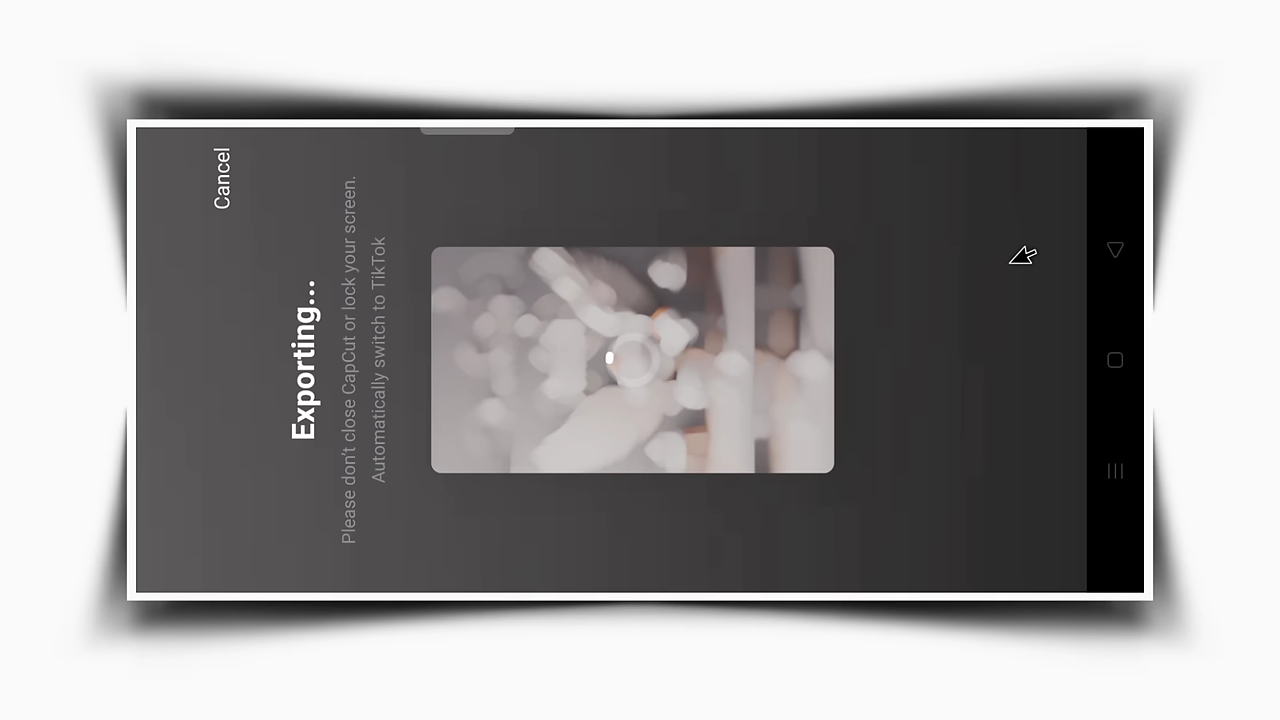 Cancel
Exporting...
Please don't close CapCut or lock your screen.
Automatically switch to TikTok